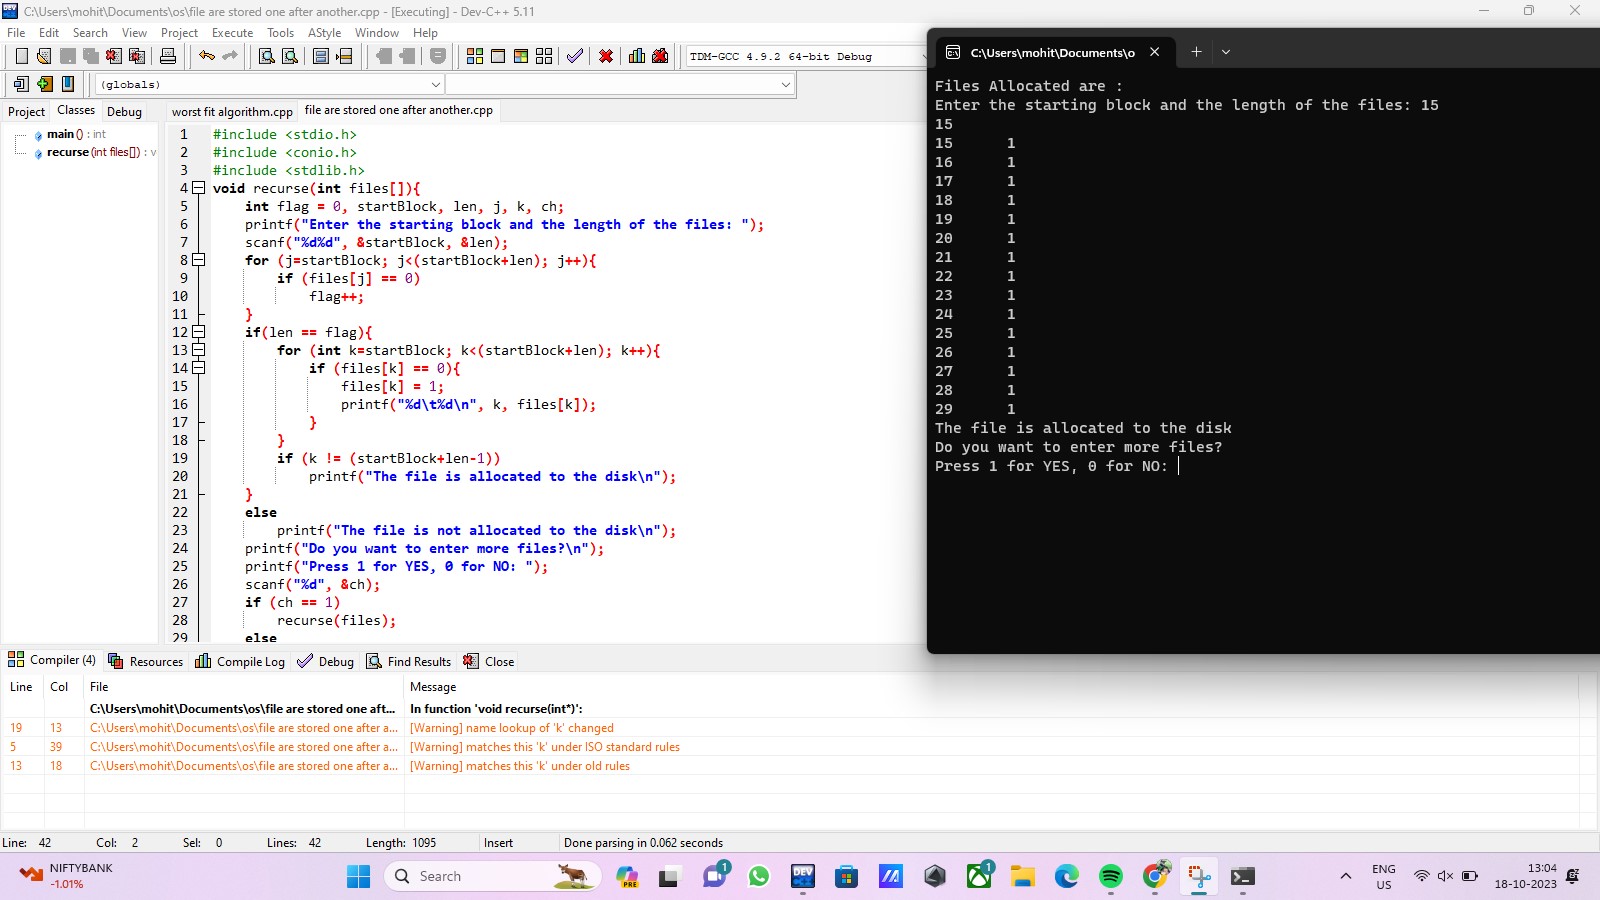 C:\Users\mohit\Documents\os\file are stored one after another.cpp - [Executing] - Dev-C++ 5.11
File Edit Search View Project Execute Tools AStyle Window Help
TDM-GCC 4.9.2 64-bit Debug
(globals)
Project Classes Debug
worst fit algorithm.cpp file are stored one after another.cpp
main () : int
recurse (int files[]) : v
1 #include <stdio.h>
2 #include <conio.h>
3 #include <stdlib.h>
4 void recurse(int files[]){
5 int flag = 0, startBlock, len, j, k, ch;
6 printf("Enter the starting block and the length of the files: ");
7 scanf("%d%d", &startBlock, &len);
8 for (j=startBlock; j<(startBlock+len); j++){
9 if (files[j] == 0)
10 flag++;
11 }
12 if(len == flag){
13 for (int k=startBlock; k<(startBlock+len); k++){
14 if (files[k] == 0){
15 files[k] = 1;
16 printf("%d\t%d\n", k, files[k]);
17 }
18 }
19 if (k != (startBlock+len-1))
20 printf("The file is allocated to the disk\n");
21 }
22 else
23 printf("The file is not allocated to the disk\n");
24 printf("Do you want to enter more files?\n");
25 printf("Press 1 for YES, 0 for NO: ");
26 scanf("%d", &ch);
27 if (ch == 1)
28 recurse(files);
29 else
C:\Users\mohit\Documents\o
Files Allocated are :
Enter the starting block and the length of the files: 15
15
15 1
16 1
17 1
18 1
19 1
20 1
21 1
22 1
23 1
24 1
25 1
26 1
27 1
28 1
29 1
The file is allocated to the disk
Do you want to enter more files?
Press 1 for YES, 0 for NO:
Compiler (4) Resources Compile Log Debug Find Results Close
Line Col File Message
C:\Users\mohit\Documents\os\file are stored one aft... In function 'void recurse(int*)':
19 13 C:\Users\mohit\Documents\os\file are stored one after a... [Warning] name lookup of 'k' changed
5 39 C:\Users\mohit\Documents\os\file are stored one after a... [Warning] matches this 'k' under ISO standard rules
13 18 C:\Users\mohit\Documents\os\file are stored one after a... [Warning] matches this 'k' under old rules
Line: 42 Col: 2 Sel: 0 Lines: 42 Length: 1095 Insert Done parsing in 0.062 seconds
NIFTYBANK
-1.01%
Search
PRE
1
DEV
1
ENG
US
13:04
18-10-2023